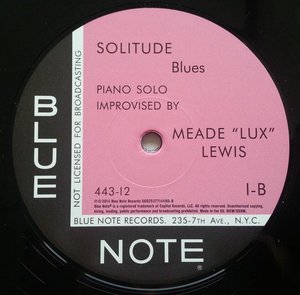 SOLITUDE
Blues
PIANO SOLO
IMPROVISED BY
MEADE "LUX"
LEWIS
443-12
I-B
BLUE NOTE RECORDS. 235-7th AVE., N.Y.C.
NOT LICENSED FOR BROADCASTING
BLUE
NOTE
®